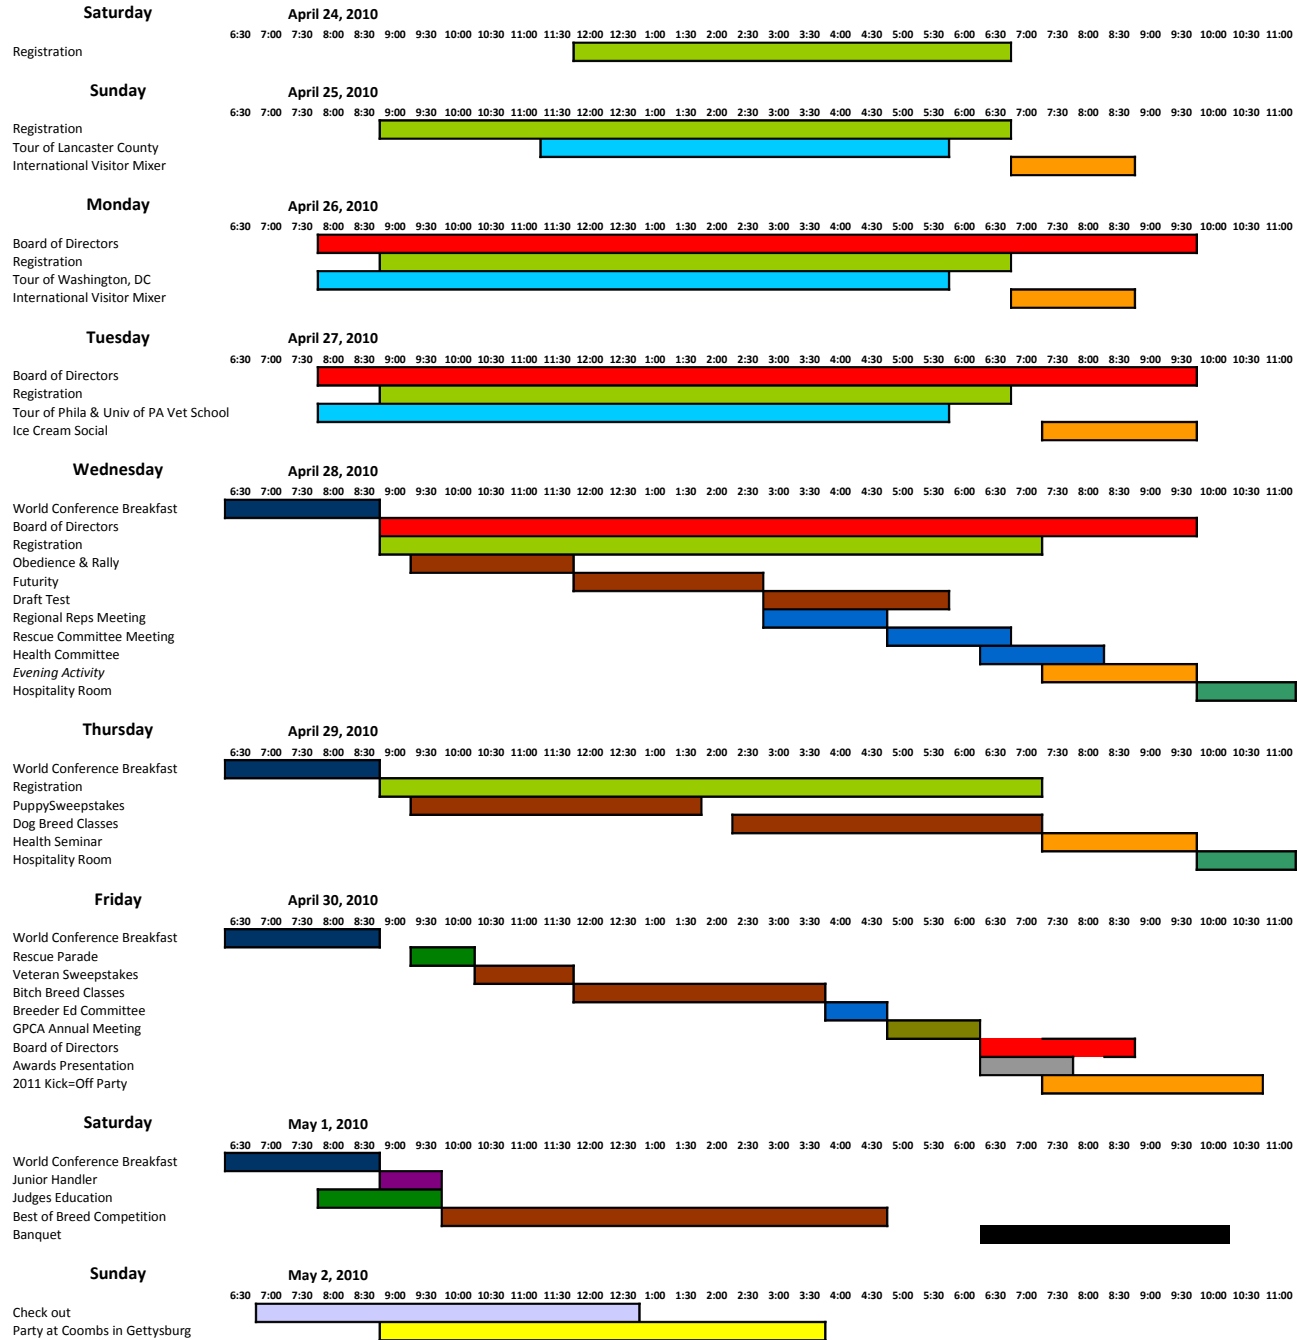 Saturday April 24, 2010
6:30 7:00 7:30 8:00 8:30 9:00 9:30 10:00 10:30 11:00 11:30 12:00 12:30 1:00 1:30 2:00 2:30 3:00 3:30 4:00 4:30 5:00 5:30 6:00 6:30 7:00 7:30 8:00 8:30 9:00 9:30 10:00 10:30 11:00
Registration
Sunday April 25, 2010
6:30 7:00 7:30 8:00 8:30 9:00 9:30 10:00 10:30 11:00 11:30 12:00 12:30 1:00 1:30 2:00 2:30 3:00 3:30 4:00 4:30 5:00 5:30 6:00 6:30 7:00 7:30 8:00 8:30 9:00 9:30 10:00 10:30 11:00
Registration
Tour of Lancaster County
International Visitor Mixer
Monday April 26, 2010
6:30 7:00 7:30 8:00 8:30 9:00 9:30 10:00 10:30 11:00 11:30 12:00 12:30 1:00 1:30 2:00 2:30 3:00 3:30 4:00 4:30 5:00 5:30 6:00 6:30 7:00 7:30 8:00 8:30 9:00 9:30 10:00 10:30 11:00
Board of Directors
Registration
Tour of Washington, DC
International Visitor Mixer
Tuesday April 27, 2010
6:30 7:00 7:30 8:00 8:30 9:00 9:30 10:00 10:30 11:00 11:30 12:00 12:30 1:00 1:30 2:00 2:30 3:00 3:30 4:00 4:30 5:00 5:30 6:00 6:30 7:00 7:30 8:00 8:30 9:00 9:30 10:00 10:30 11:00
Board of Directors
Registration
Tour of Phila & Univ of PA Vet School
Ice Cream Social
Wednesday April 28, 2010
6:30 7:00 7:30 8:00 8:30 9:00 9:30 10:00 10:30 11:00 11:30 12:00 12:30 1:00 1:30 2:00 2:30 3:00 3:30 4:00 4:30 5:00 5:30 6:00 6:30 7:00 7:30 8:00 8:30 9:00 9:30 10:00 10:30 11:00
World Conference Breakfast
Board of Directors
Registration
Obedience & Rally
Futurity
Draft Test
Regional Reps Meeting
Rescue Committee Meeting
Health Committee
Evening Activity
Hospitality Room
Thursday April 29, 2010
6:30 7:00 7:30 8:00 8:30 9:00 9:30 10:00 10:30 11:00 11:30 12:00 12:30 1:00 1:30 2:00 2:30 3:00 3:30 4:00 4:30 5:00 5:30 6:00 6:30 7:00 7:30 8:00 8:30 9:00 9:30 10:00 10:30 11:00
World Conference Breakfast
Registration
PuppySweepstakes
Dog Breed Classes
Health Seminar
Hospitality Room
Friday April 30, 2010
6:30 7:00 7:30 8:00 8:30 9:00 9:30 10:00 10:30 11:00 11:30 12:00 12:30 1:00 1:30 2:00 2:30 3:00 3:30 4:00 4:30 5:00 5:30 6:00 6:30 7:00 7:30 8:00 8:30 9:00 9:30 10:00 10:30 11:00
World Conference Breakfast
Rescue Parade
Veteran Sweepstakes
Bitch Breed Classes
Breeder Ed Committee
GPCA Annual Meeting
Board of Directors
Awards Presentation
2011 Kick=Off Party
Saturday May 1, 2010
6:30 7:00 7:30 8:00 8:30 9:00 9:30 10:00 10:30 11:00 11:30 12:00 12:30 1:00 1:30 2:00 2:30 3:00 3:30 4:00 4:30 5:00 5:30 6:00 6:30 7:00 7:30 8:00 8:30 9:00 9:30 10:00 10:30 11:00
World Conference Breakfast
Junior Handler
Judges Education
Best of Breed Competition
Banquet
Sunday May 2, 2010
6:30 7:00 7:30 8:00 8:30 9:00 9:30 10:00 10:30 11:00 11:30 12:00 12:30 1:00 1:30 2:00 2:30 3:00 3:30 4:00 4:30 5:00 5:30 6:00 6:30 7:00 7:30 8:00 8:30 9:00 9:30 10:00 10:30 11:00
Check out
Party at Coombs in Gettysburg